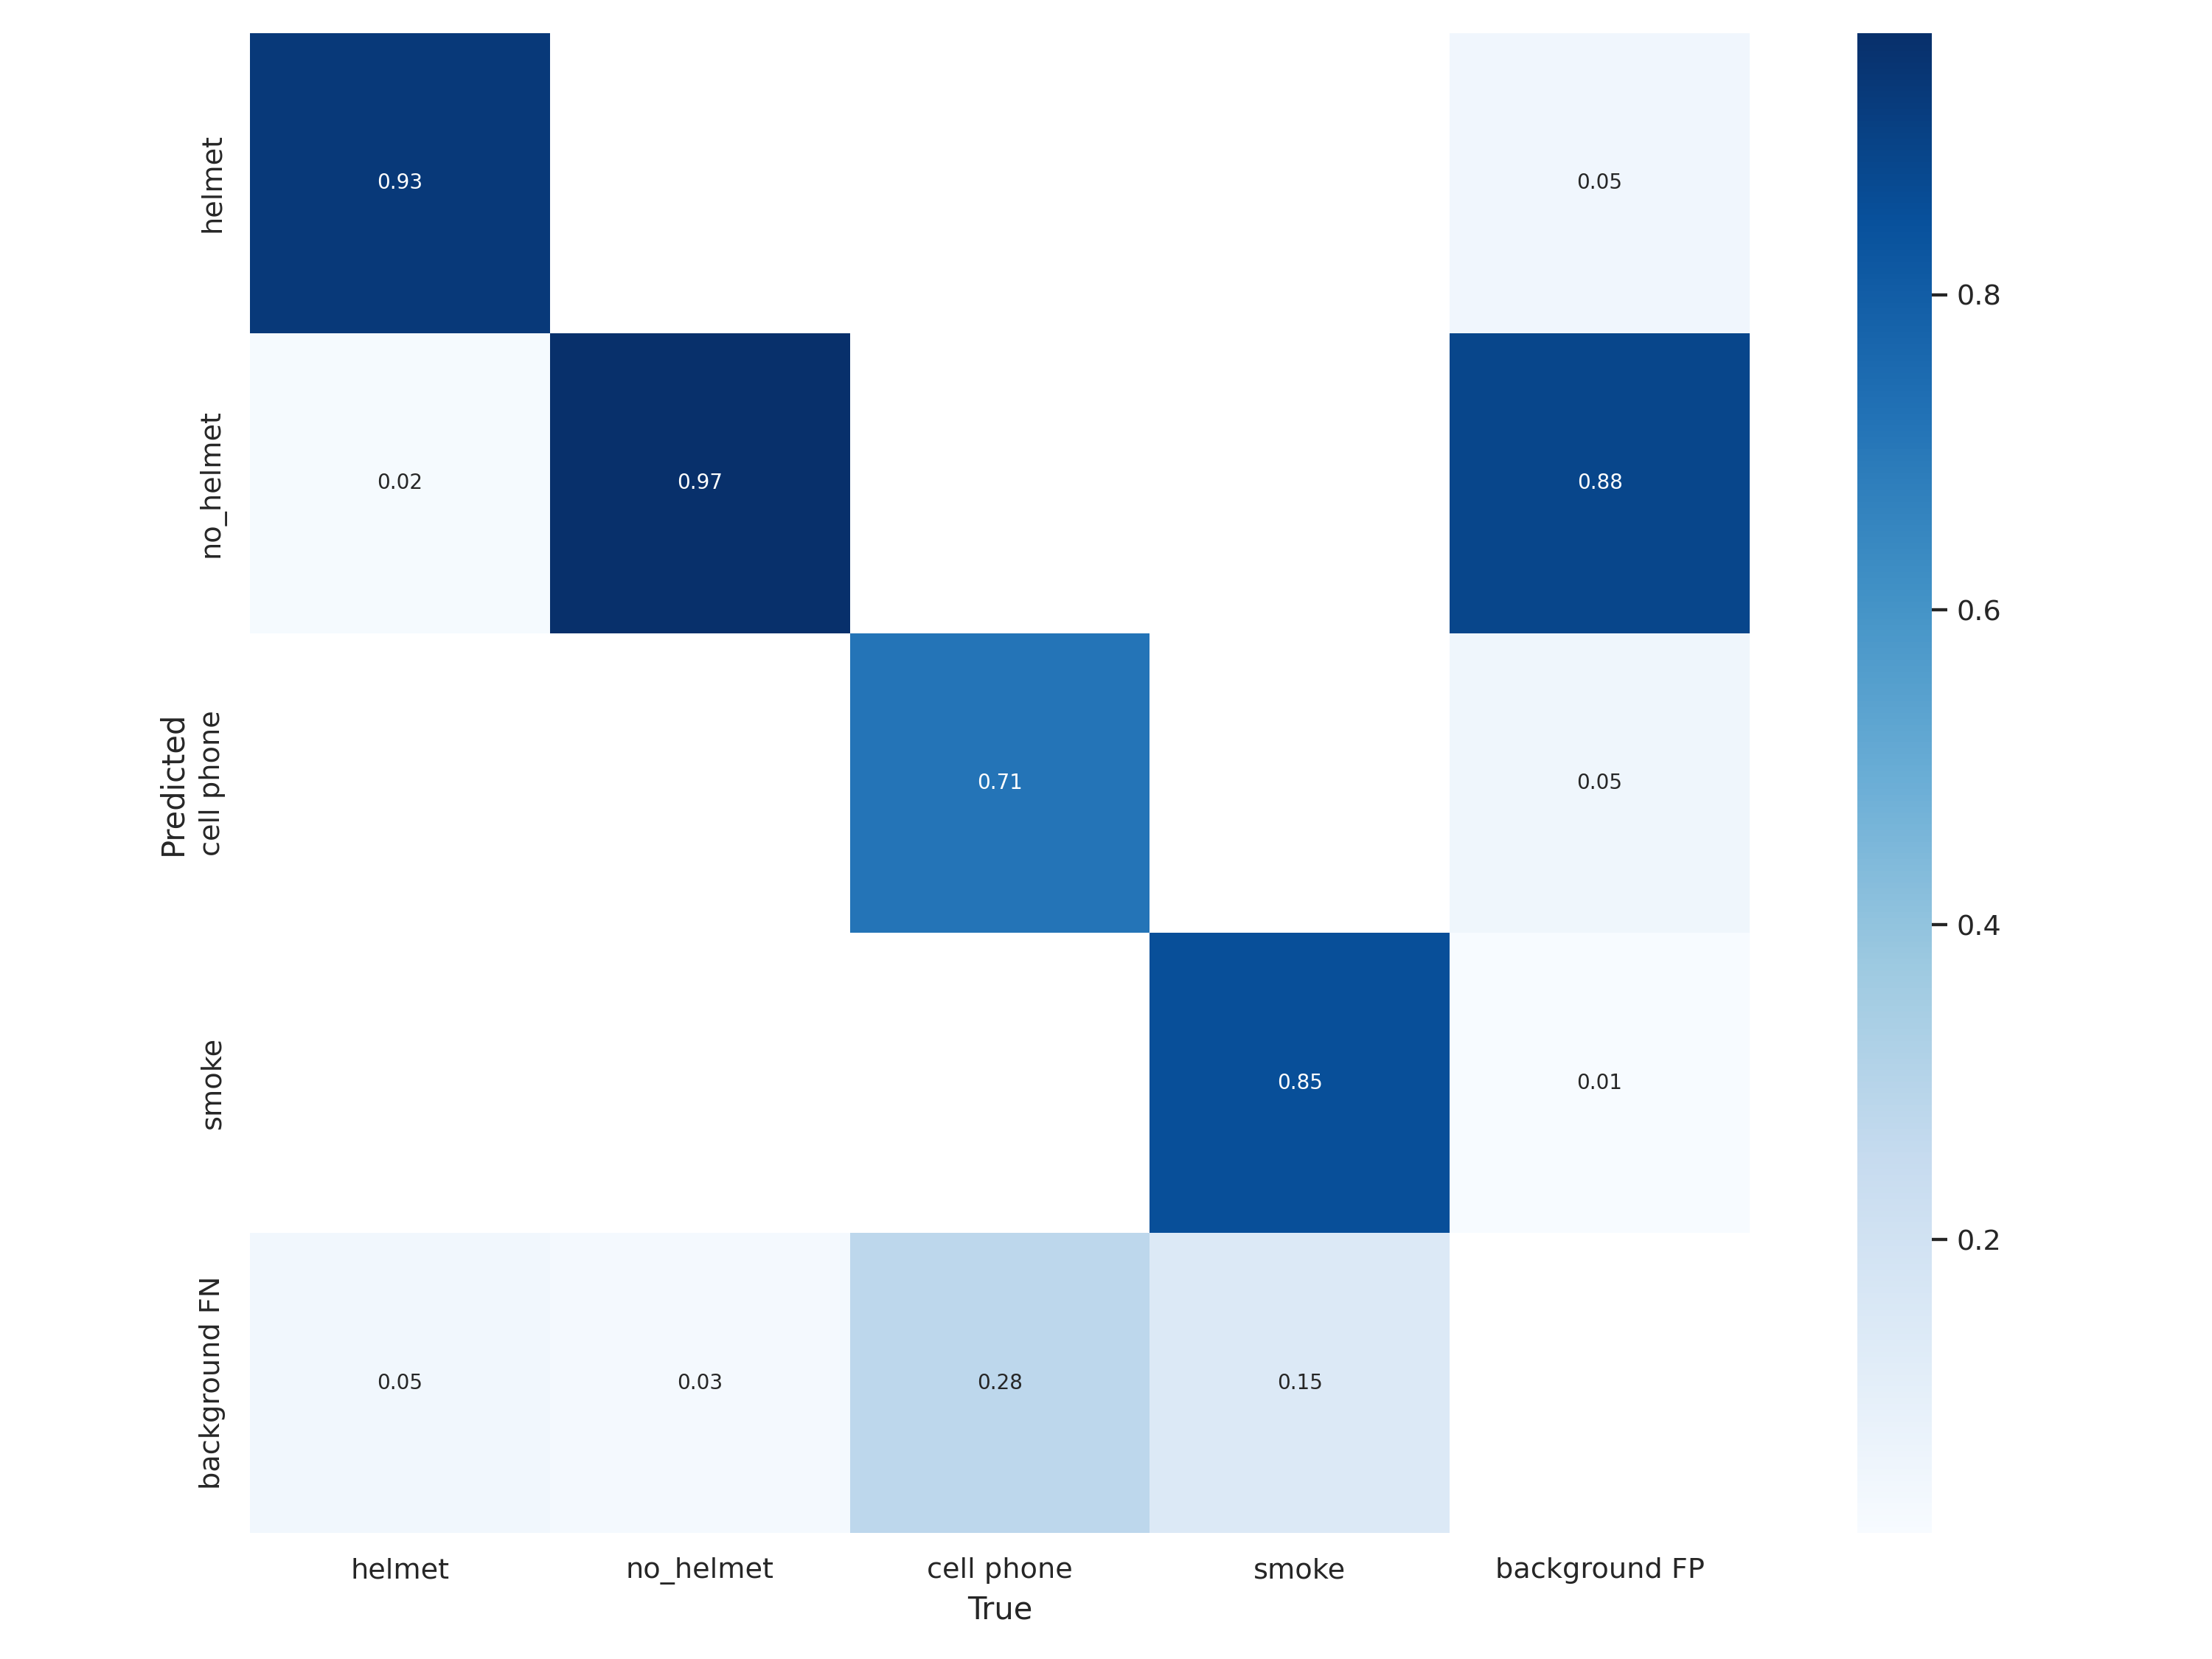 helmet
0.93
0.05
0.8
no_helmet
0.02
0.97
0.88
0.6
Predicted
cell phone
0.71
0.05
0.4
smoke
0.85
0.01
0.2
background FN
0.05
0.03
0.28
0.15
helmet
no_helmet
cell phone
smoke
background FP
True